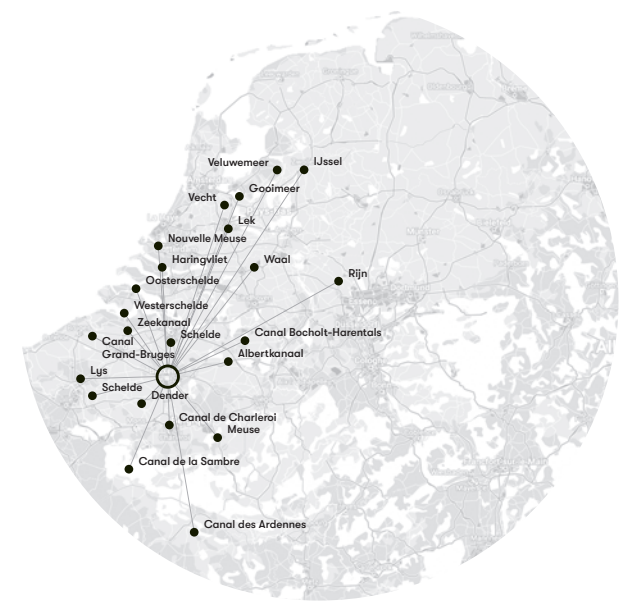 Veluwemeer
IJssel
Gooimeer
Vecht
Lek
Nouvelle Meuse
Haringvliet
Waal
Rijn
Oosterschelde
Westerschelde
Zeekanaal
Schelde
Canal Bocholt-Harentals
Canal
Grand-Bruges
Albertkanaal
Lys
Schelde
Dender
Canal de Charleroi
Meuse
Canal de la Sambre
Canal des Ardennes